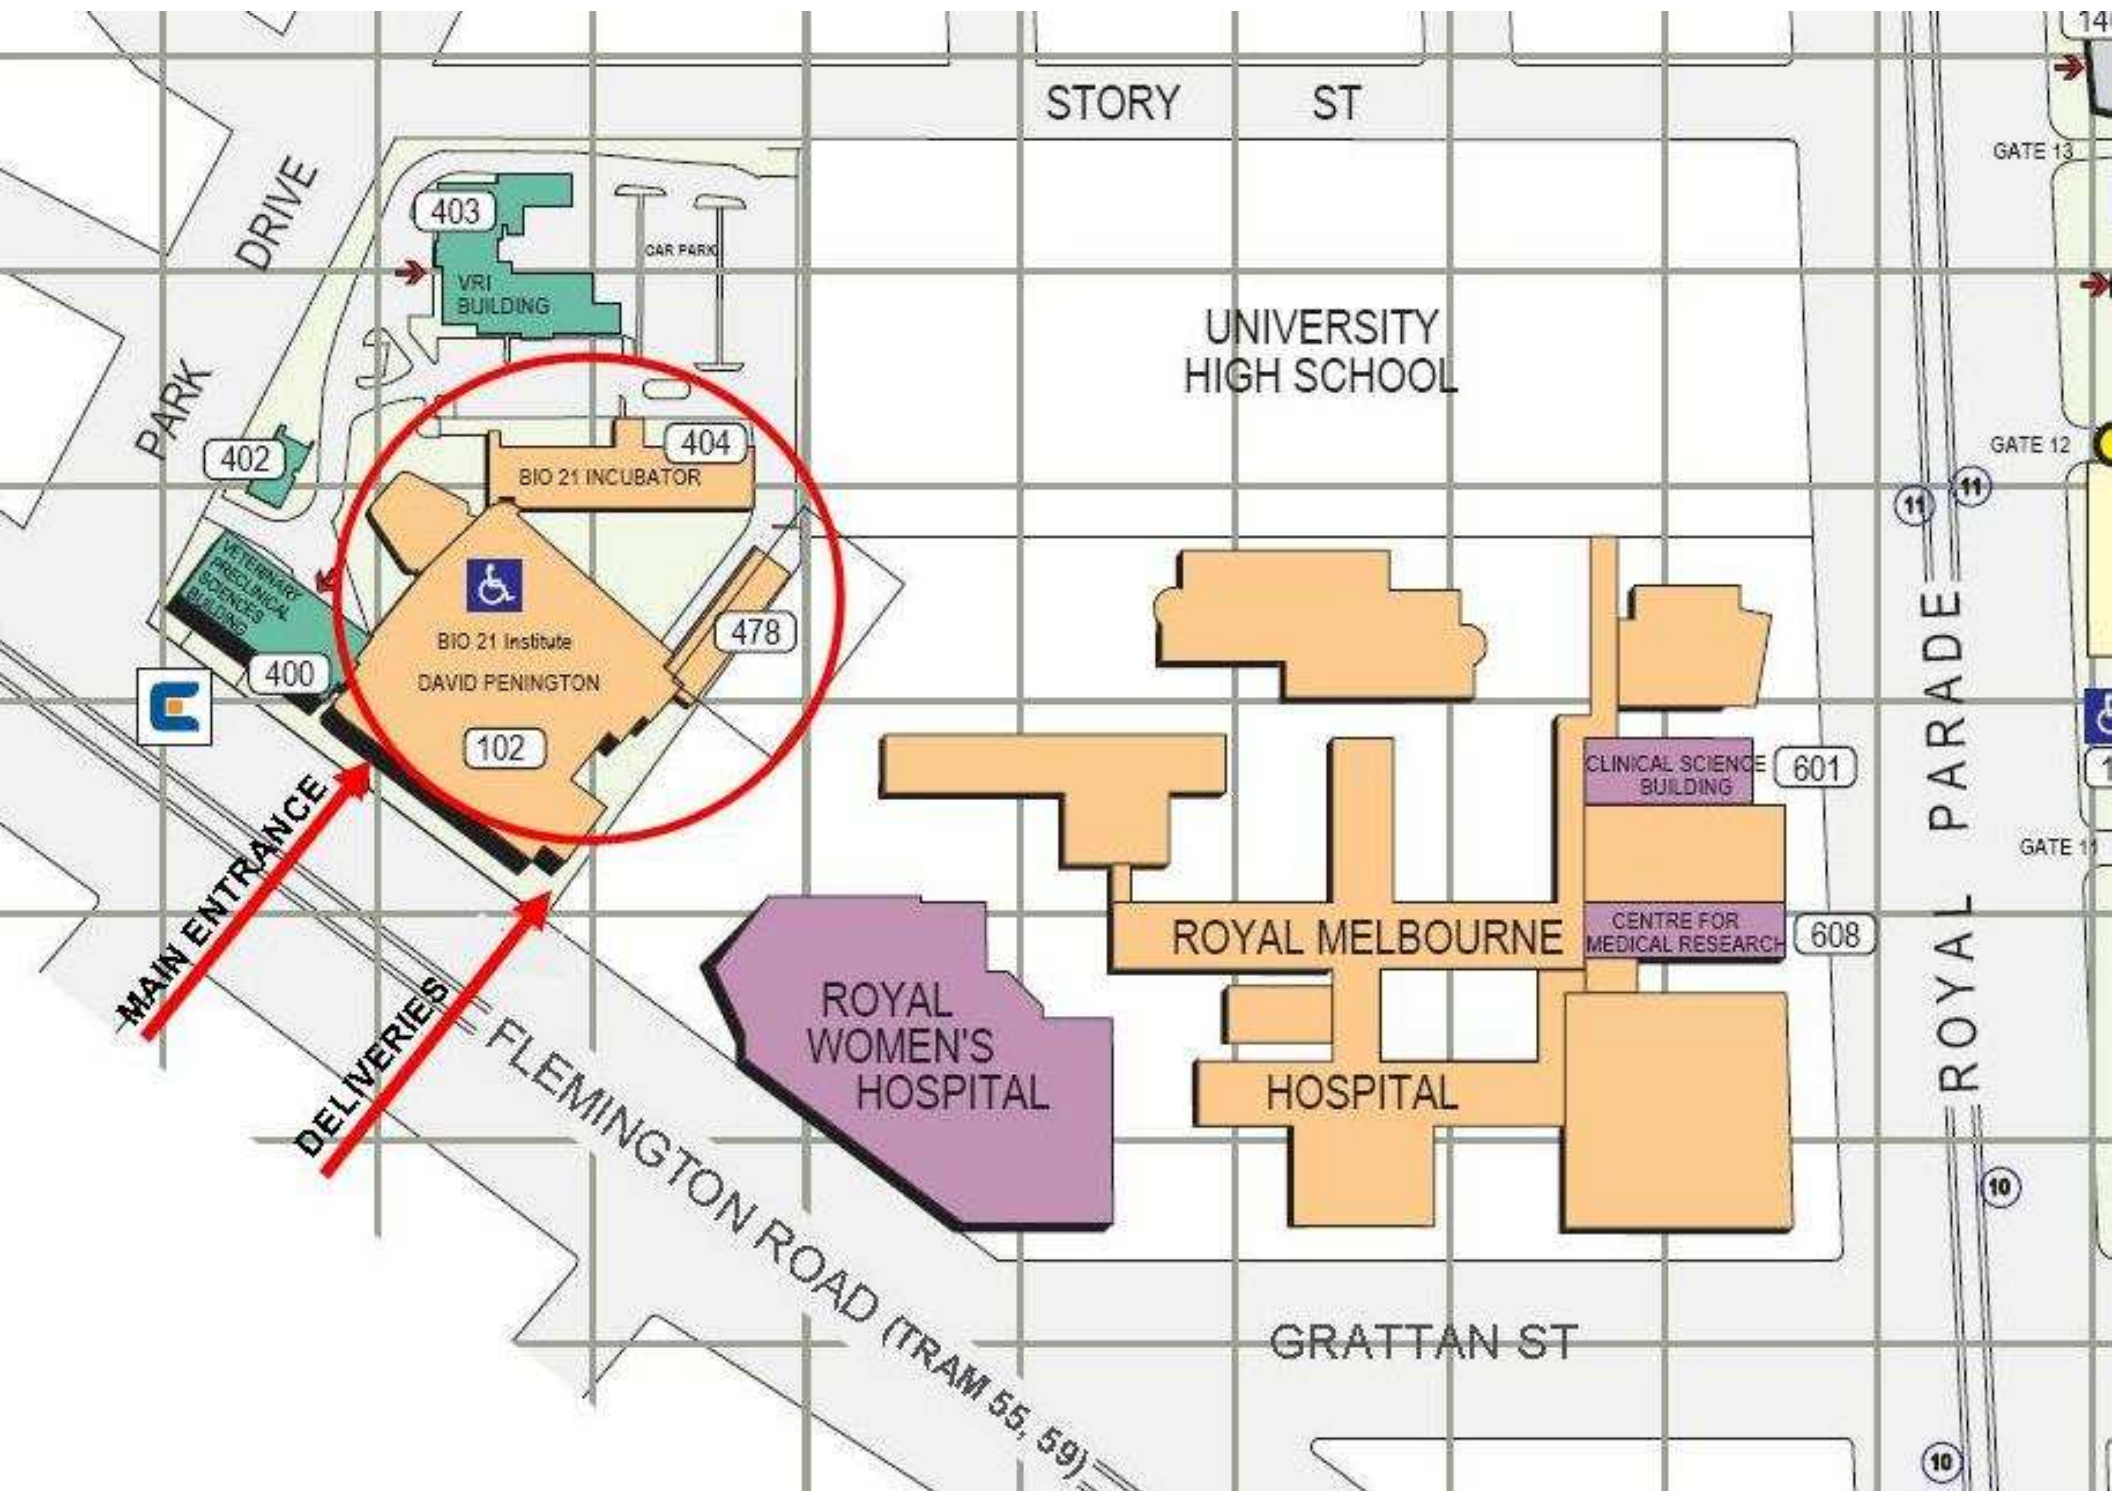 STORY ST
14
GATE 13
DRIVE
403
CAR PARK
VRI
BUILDING
UNIVERSITY
HIGH SCHOOL
PARK
402
404
BIO 21 INCUBATOR
GATE 12
11
11
VETERINARY
PRECLINICAL
SCIENCES
BUILDING
400
BIO 21 Institute
DAVID PENINGTON
478
102
CLINICAL SCIENCE
BUILDING
601
ROYAL PARADE
1
GATE 11
MAIN ENTRANCE
DELIVERIES
ROYAL MELBOURNE
HOSPITAL
CENTRE FOR
MEDICAL RESEARCH
608
ROYAL
WOMEN'S
HOSPITAL
10
FLEMINGTON ROAD (TRAM 55, 59)
GRATTAN ST
10